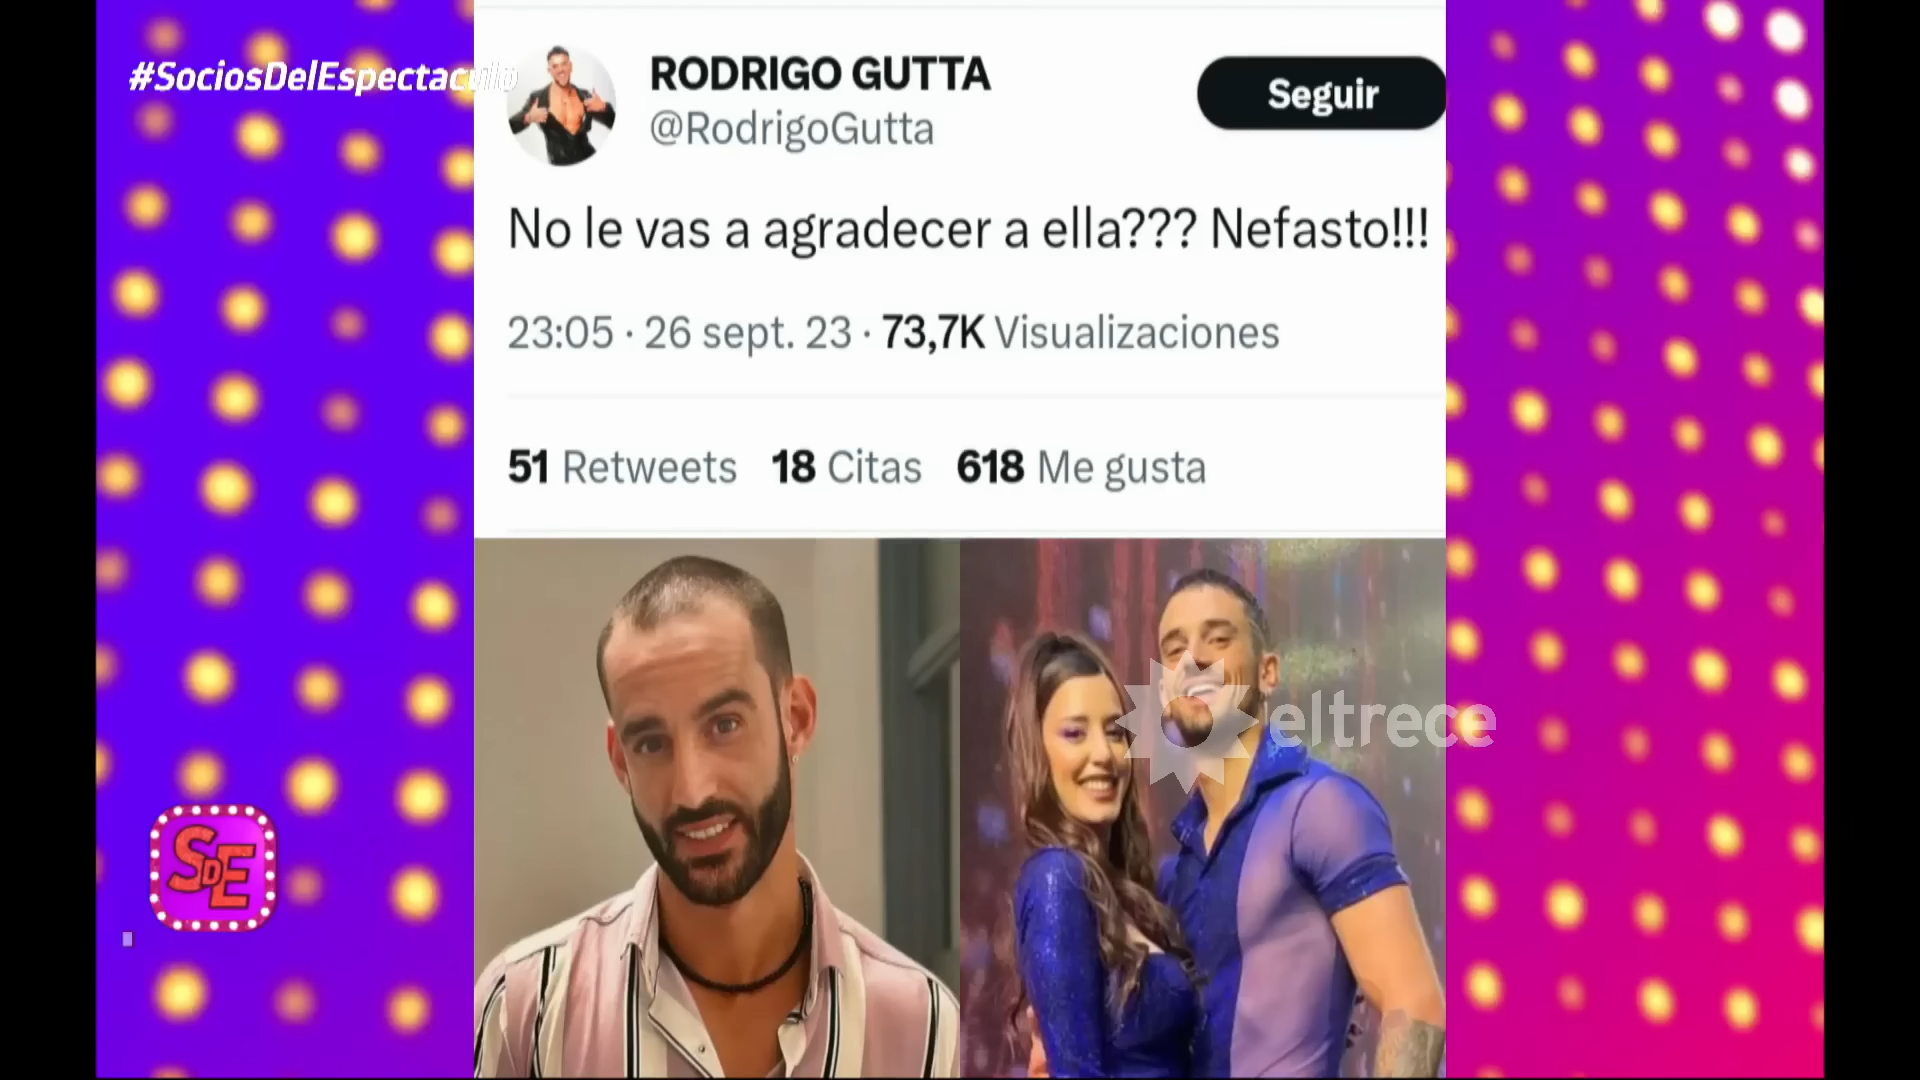 #SociosDelEspectaculo
RODRIGO GUTTA
@RodrigoGutta
Seguir
No le vas a agradecer a ella??? Nefasto!!!
23:05 · 26 sept. 23 · 73,7K Visualizaciones
51 Retweets 18 Citas 618 Me gusta
eltrece
SDE